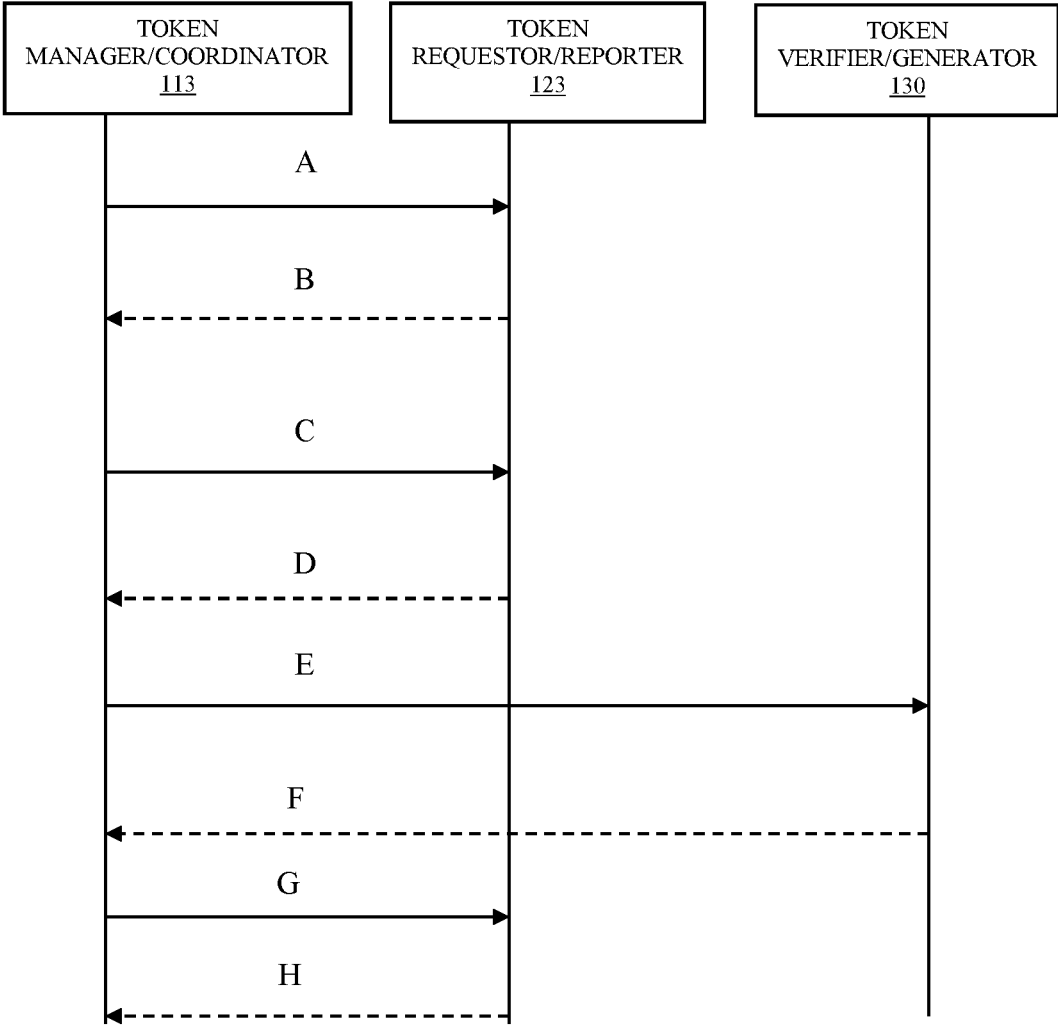 TOKEN
MANAGER/COORDINATOR
113
TOKEN
REQUESTOR/REPORTER
123
TOKEN
VERIFIER/GENERATOR
130
A
B
C
D
E
F
G
H